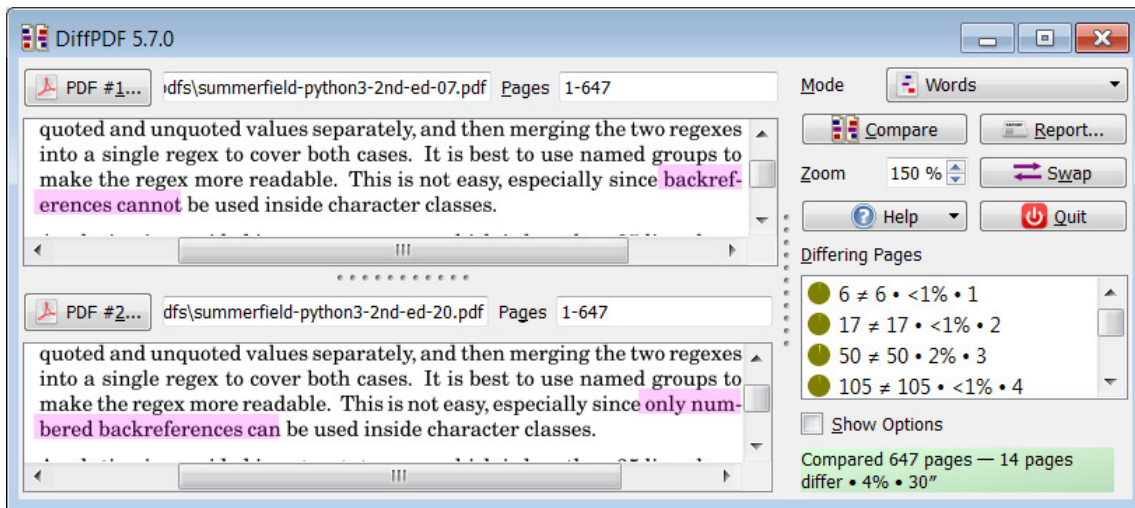 DiffPDF 5.7.0
PDF #1... ›dfs\summerfield-python3-2nd-ed-07.pdf Pages 1-647
quoted and unquoted values separately, and then merging the two regexes
into a single regex to cover both cases. It is best to use named groups to
make the regex more readable. This is not easy, especially since backref-
erences cannot be used inside character classes.
PDF #2... dfs\summerfield-python3-2nd-ed-20.pdf Pages 1-647
quoted and unquoted values separately, and then merging the two regexes
into a single regex to cover both cases. It is best to use named groups to
make the regex more readable. This is not easy, especially since only num-
bered backreferences can be used inside character classes.
Mode Words
Compare Report...
Zoom 150 % Swap
Help Quit
Differing Pages
6 ≠ 6 • <1% • 1
17 ≠ 17 • <1% • 2
50 ≠ 50 • 2% • 3
105 ≠ 105 • <1% • 4
Show Options
Compared 647 pages — 14 pages
differ • 4% • 30″